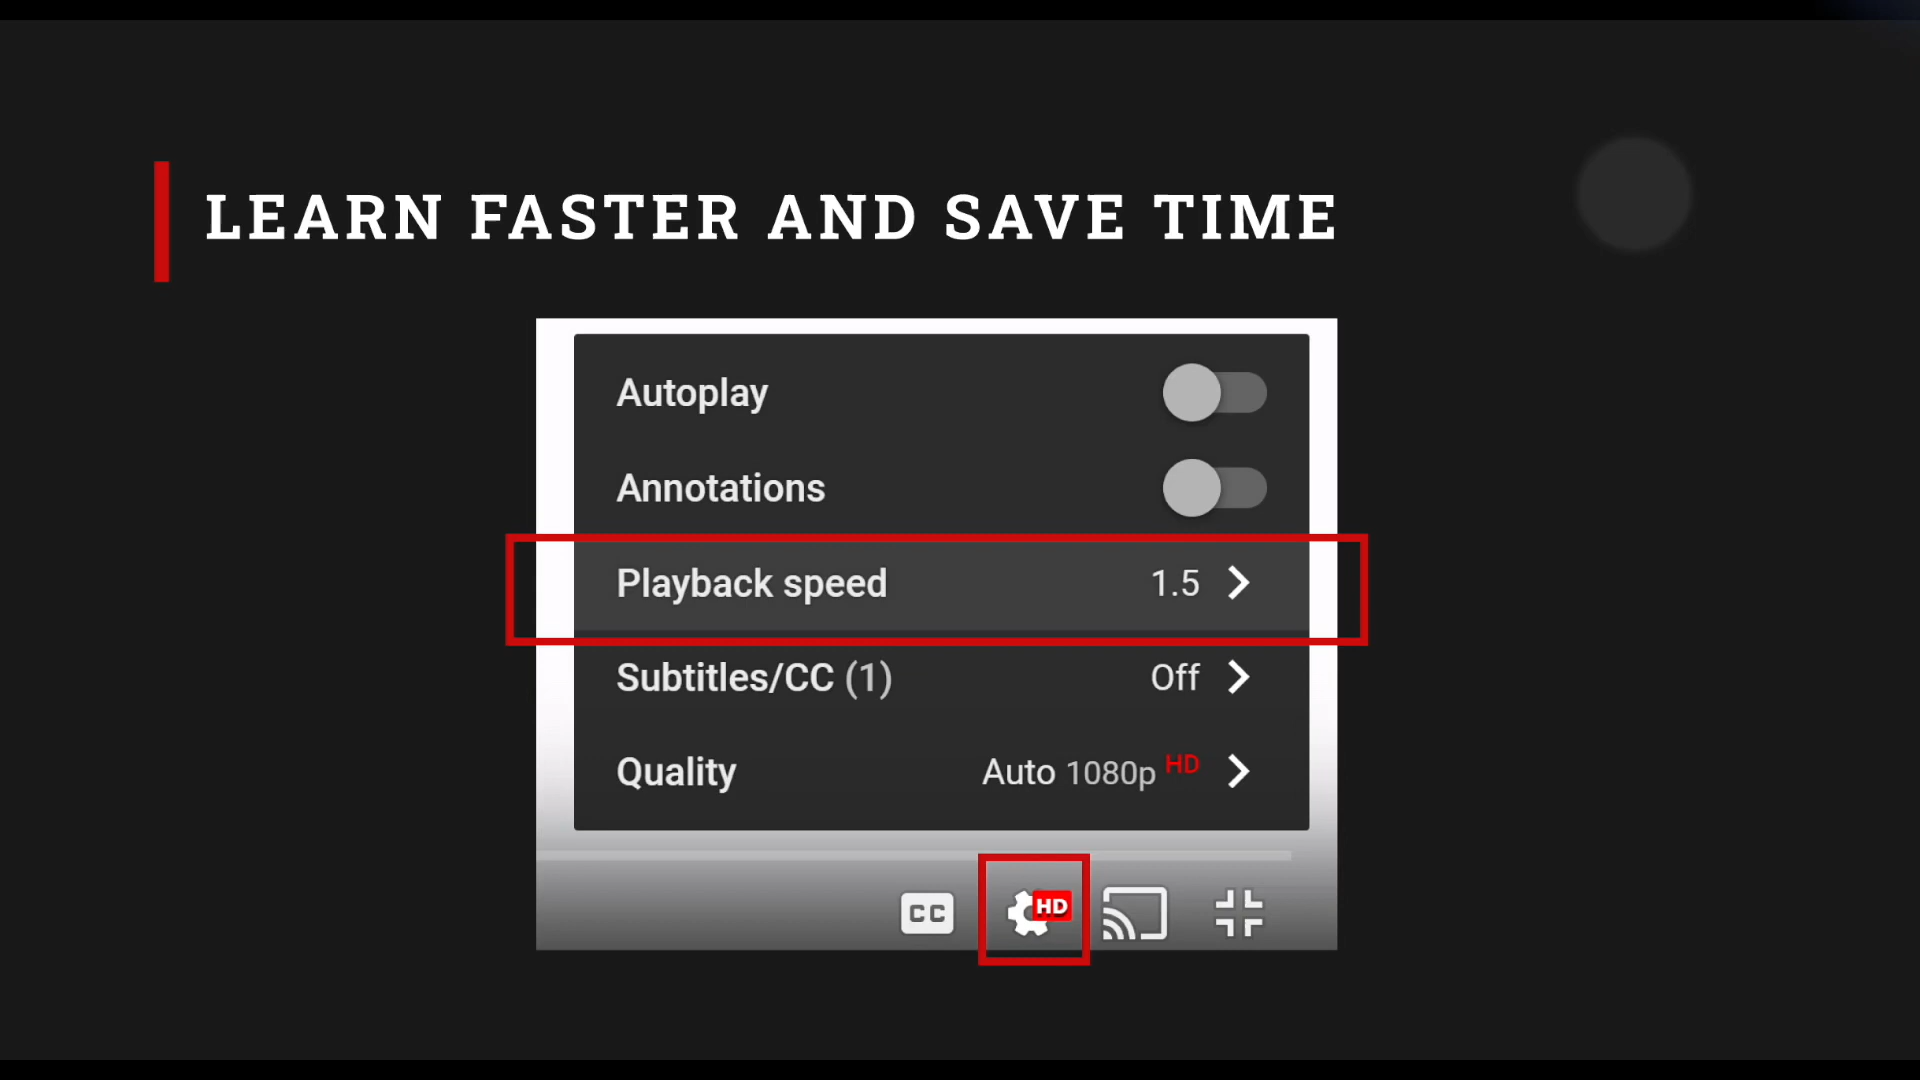 LEARN FASTER AND SAVE TIME
Autoplay
Annotations
Playback speed 1.5
Subtitles/CC (1) Off
Quality Auto 1080p HD
CC HD